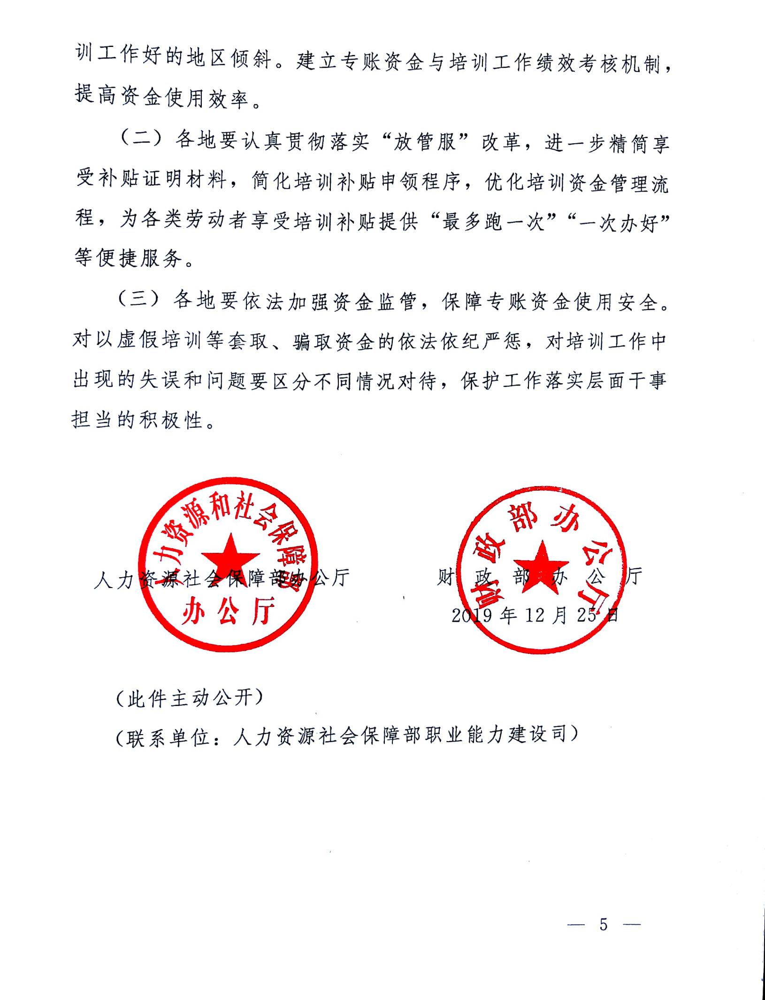 训工作好的地区倾斜。建立专账资金与培训工作绩效考核机制，
提高资金使用效率。
（二）各地要认真贯彻落实“放管服”改革，进一步精简享
受补贴证明材料，简化培训补贴申领程序，优化培训资金管理流
程，为各类劳动者享受培训补贴提供“最多跑一次”“一次办好”
等便捷服务。
（三）各地要依法加强资金监管，保障专账资金使用安全。
对以虚假培训等套取、骗取资金的依法依纪严惩，对培训工作中
出现的失误和问题要区分不同情况对待，保护工作落实层面干事
担当的积极性。
人力资源和社会保障部
办公厅
财政部办公厅
人力资源社会保障部办公厅
财政部办公厅
2019年12月25日
（此件主动公开）
（联系单位：人力资源社会保障部职业能力建设司）
— 5 —